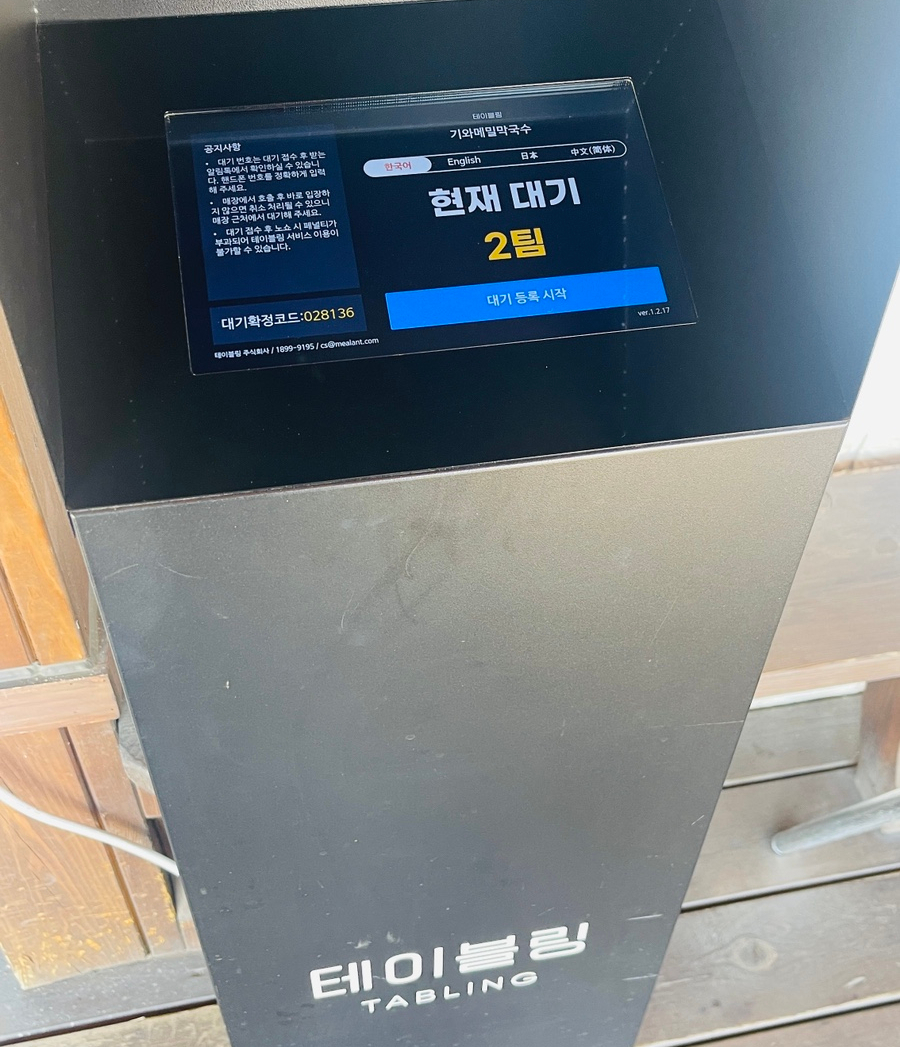 테이블링
기와메밀막국수
한국어 English 日本 中文(简体)
공지사항
• 대기 번호는 대기 접수 후 받는
알림톡에서 확인하실 수 있습니
다. 핸드폰 번호를 정확하게 입력
해 주세요.
• 매장에서 호출 후 바로 입장하
지 않으면 취소 처리될 수 있으니
매장 근처에서 대기해 주세요.
• 대기 접수 후 노쇼 시 패널티가
부과되어 테이블링 서비스 이용이
불가할 수 있습니다.
현재 대기
2팀
대기 등록 시작
대기확정코드:028136
ver.1.2.17
테이블링 주식회사 / 1899-9195 / cs@mealant.com
테이블링
TABLING